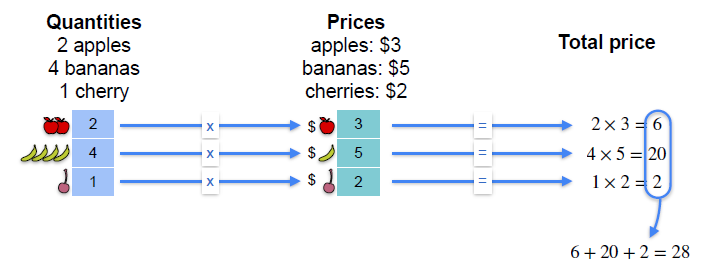 Quantities
2 apples
4 bananas
1 cherry
Prices
apples: $3
bananas: $5
cherries: $2
Total price
2 x $ 3 = 2 × 3 = 6
4 x $ 5 = 4 × 5 = 20
1 x $ 2 = 1 × 2 = 2
6 + 20 + 2 = 28